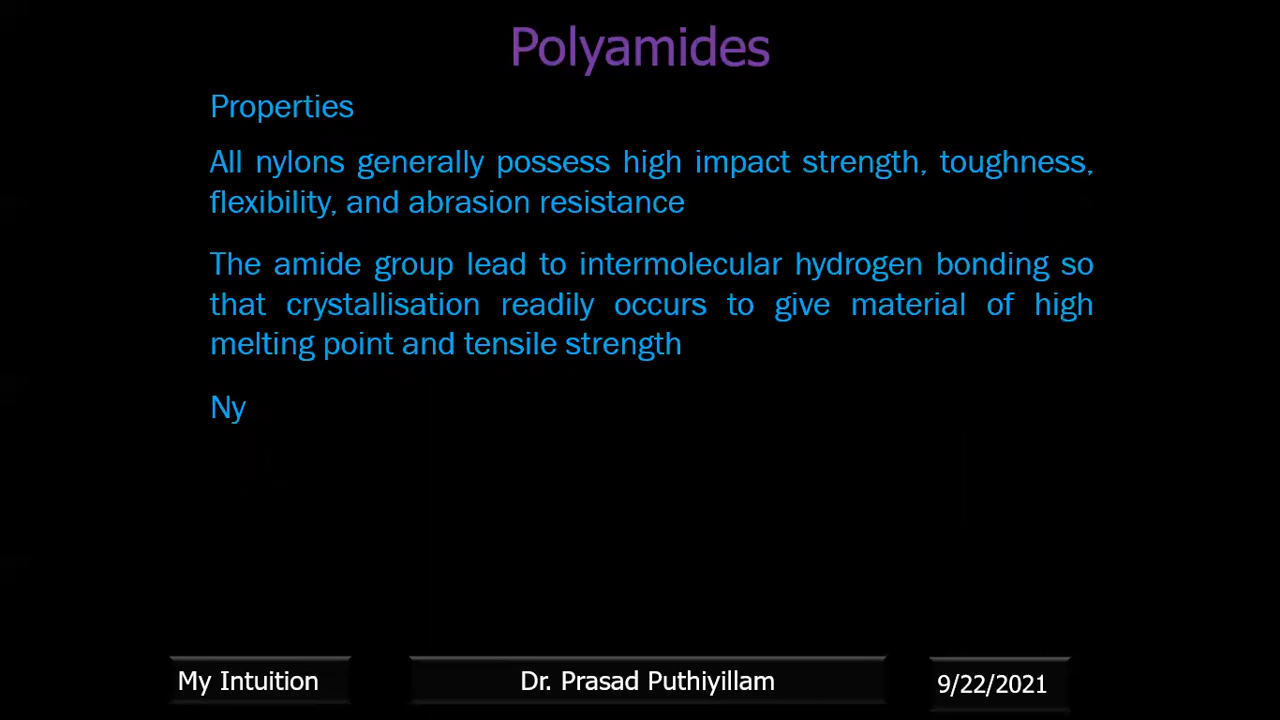 Polyamides
Properties
All nylons generally possess high impact strength, toughness,
flexibility, and abrasion resistance
The amide group lead to intermolecular hydrogen bonding so
that crystallisation readily occurs to give material of high
melting point and tensile strength
Ny
My Intuition
Dr. Prasad Puthiyillam
9/22/2021